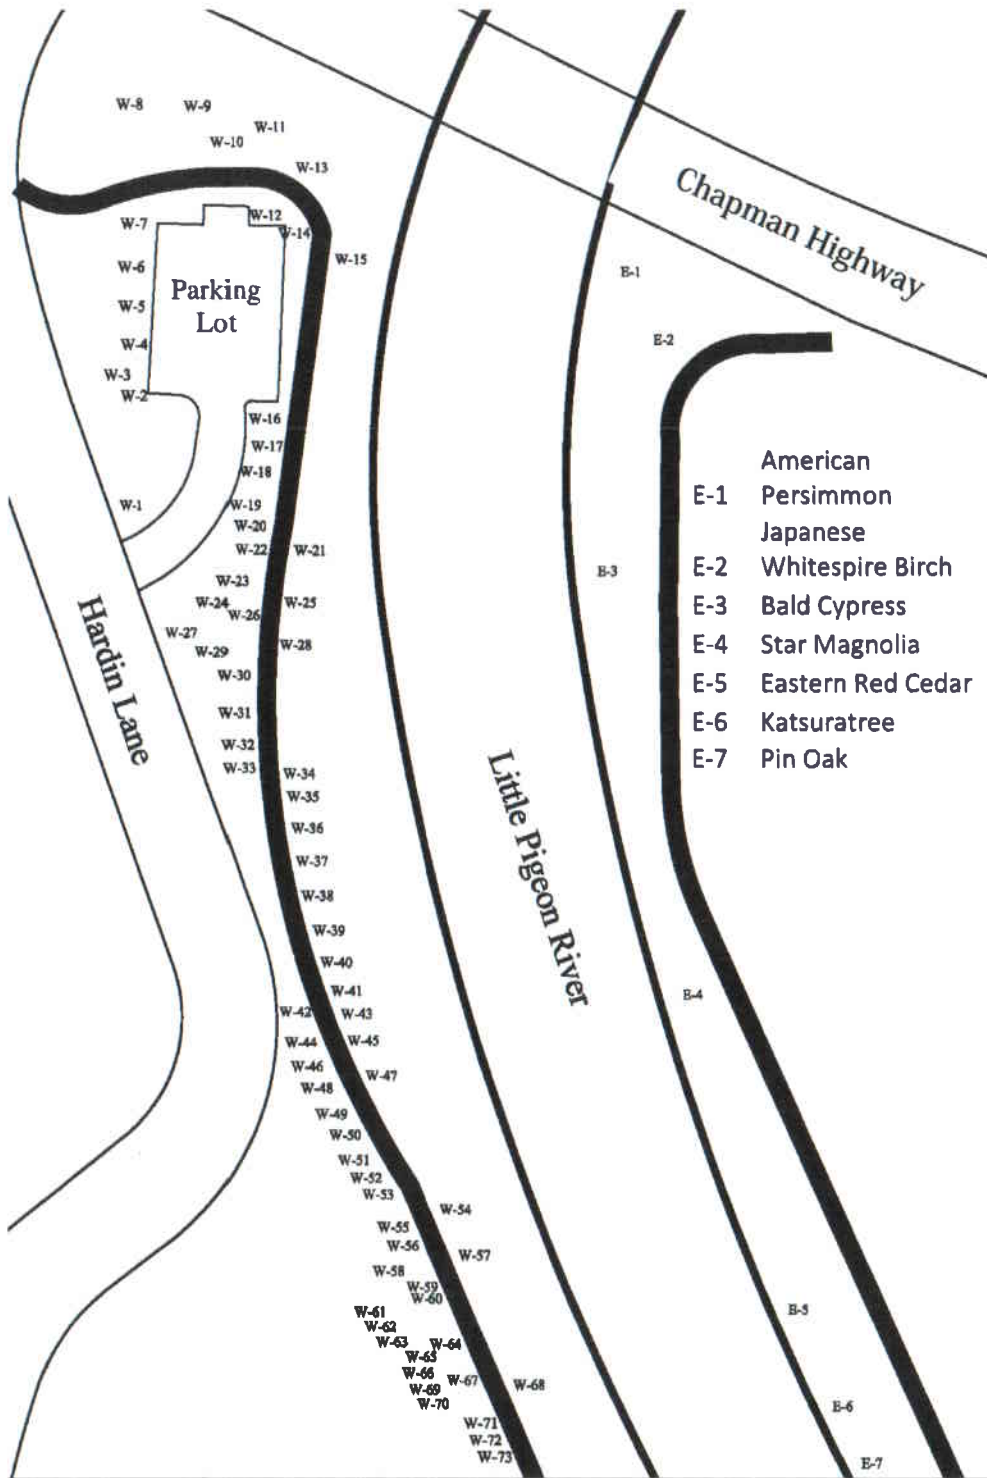 W-8
W-9
W-11
W-10
W-13
Chapman Highway
W-12
W-7
W-14
W-15
W-6
E-1
Parking
Lot
W-5
W-4
E-2
W-3
W-2
W-16
W-17
American
W-18
E-1 Persimmon
W-1
W-19
W-20
Japanese
W-22
W-21
E-2 Whitespire Birch
E-3
W-23
W-24
W-25
E-3 Bald Cypress
W-26
W-27
W-28
E-4 Star Magnolia
W-29
Hardin Lane
W-30
E-5 Eastern Red Cedar
W-31
E-6 Katsuratree
W-32
E-7 Pin Oak
W-33
W-34
W-35
W-36
Little Pigeon River
W-37
W-38
W-39
W-40
W-41
E-4
W-42
W-43
W-44
W-45
W-46
W-47
W-48
W-49
W-50
W-51
W-52
W-53
W-54
W-55
W-56
W-57
W-58
W-59
W-60
W-61
E-5
W-62
W-63
W-64
W-65
W-66
W-67
W-68
W-69
W-70
E-6
W-71
W-72
W-73
E-7